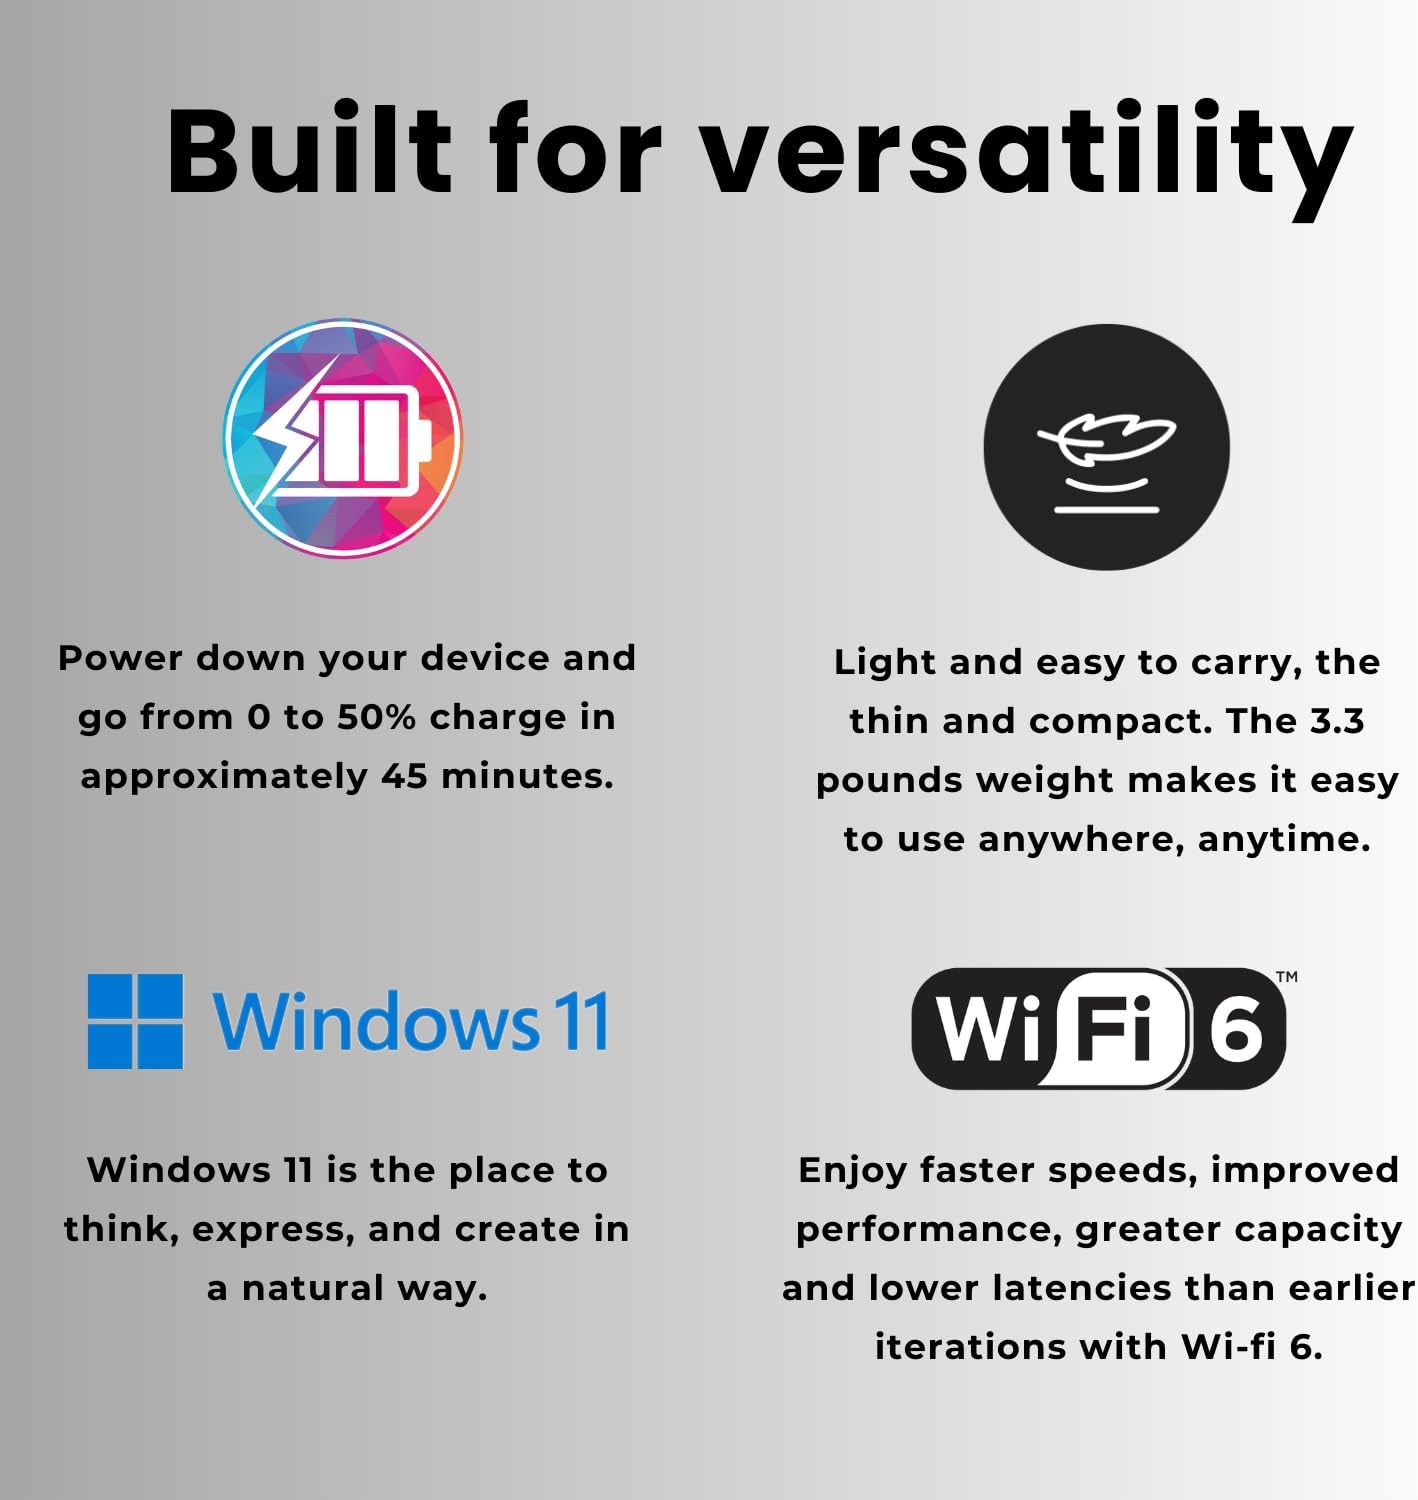 Built for versatility
Power down your device and
go from 0 to 50% charge in
approximately 45 minutes.
Light and easy to carry, the
thin and compact. The 3.3
pounds weight makes it easy
to use anywhere, anytime.
Windows 11
Windows 11 is the place to
think, express, and create in
a natural way.
Wi Fi 6 TM
Enjoy faster speeds, improved
performance, greater capacity
and lower latencies than earlier
iterations with Wi-fi 6.